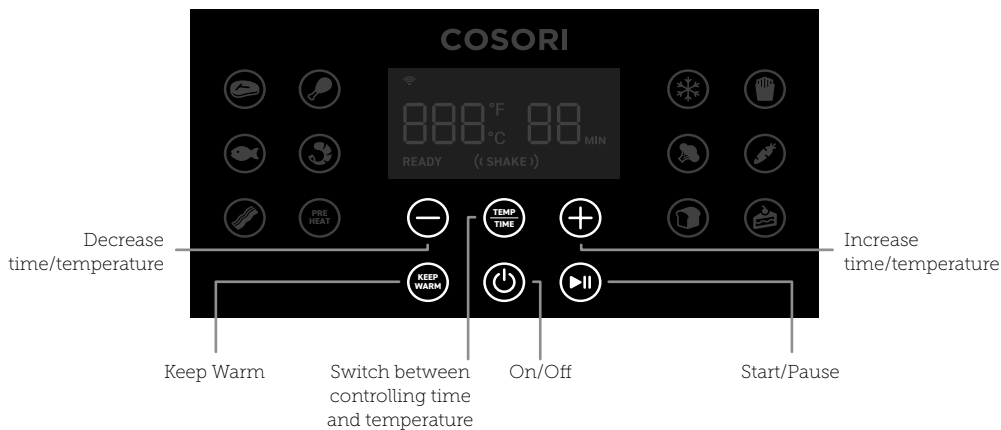 COSORI
888 °F 88
°C MIN
READY ((SHAKE))
PRE
HEAT
TEMP
TIME
KEEP
WARM
Decrease
time/temperature
Increase
time/temperature
Keep Warm
Switch between
controlling time
and temperature
On/Off
Start/Pause